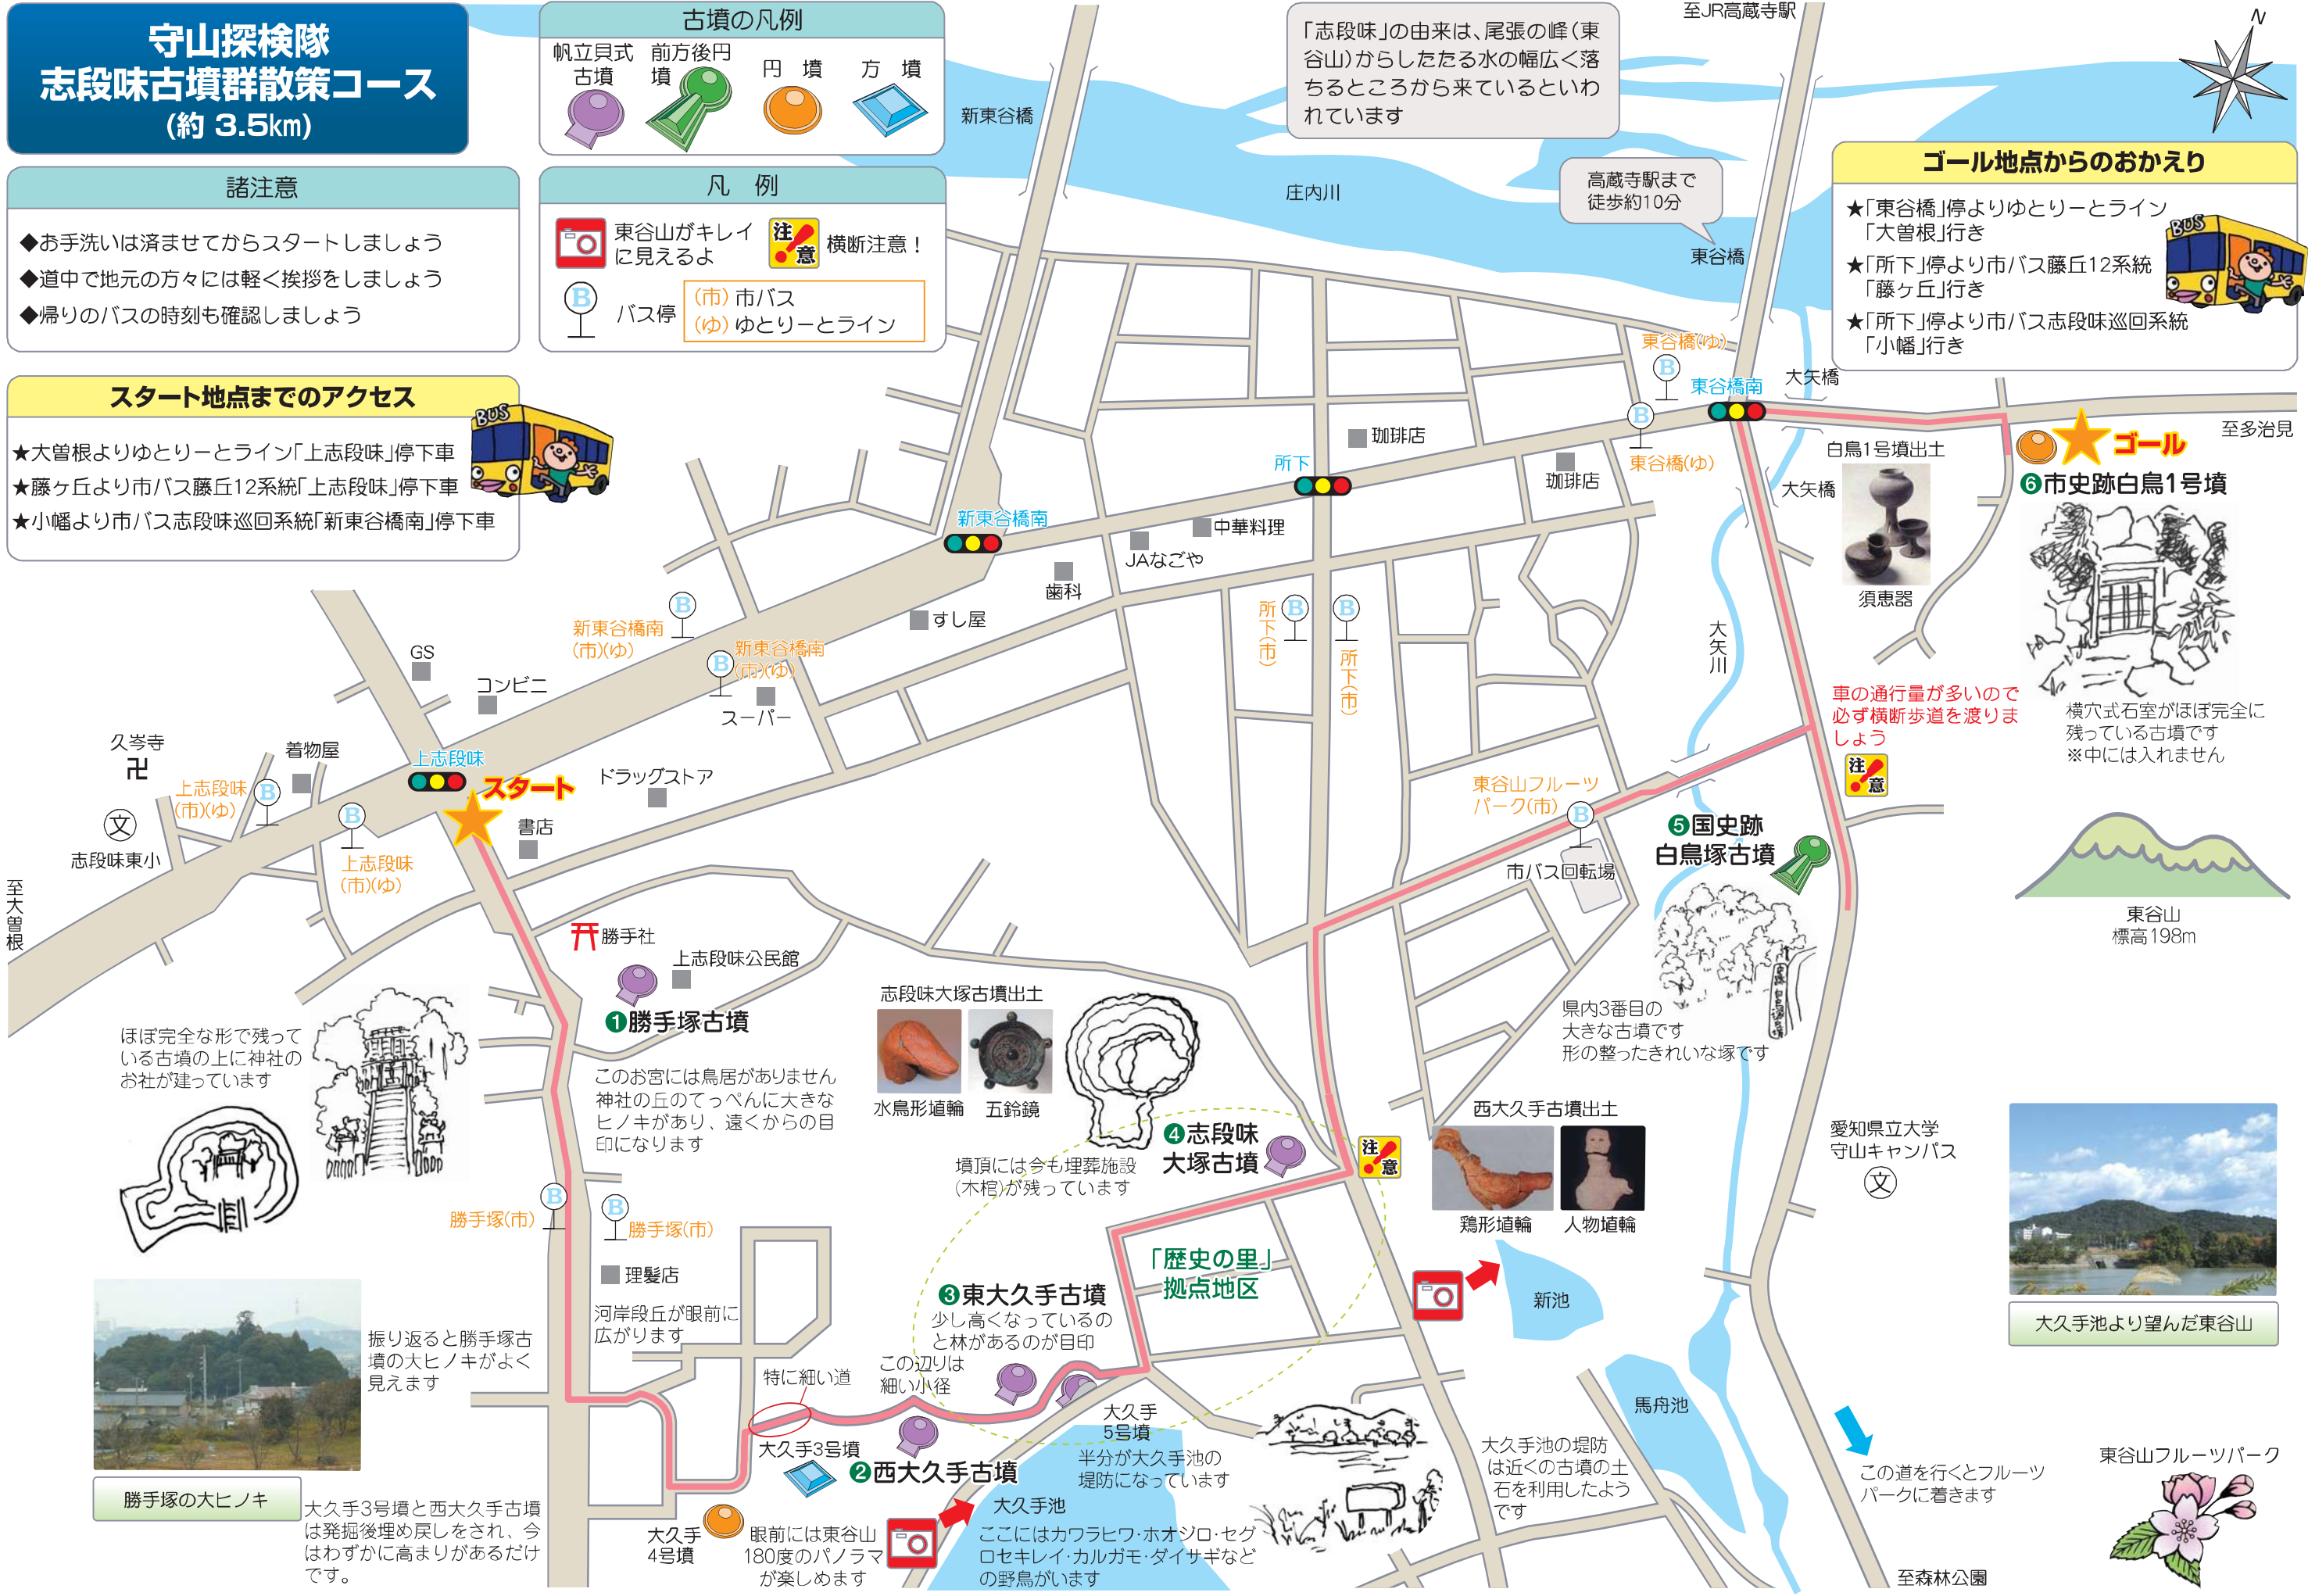 守山探検隊
志段味古墳群散策コース
(約 3.5km)
古墳の凡例
帆立貝式
古墳
前方後円
墳
円 墳
方 墳
諸注意
◆お手洗いは済ませてからスタートしましょう
◆道中で地元の方々には軽く挨拶をしましょう
◆帰りのバスの時刻も確認しましょう
凡 例
東谷山がキレイ
に見えるよ
注意
横断注意！
B
バス停
(市) 市バス
(ゆ) ゆとりーとライン
スタート地点までのアクセス
★大曽根よりゆとりーとライン「上志段味」停下車
★藤ヶ丘より市バス藤丘12系統「上志段味」停下車
★小幡より市バス志段味巡回系統「新東谷橋南」停下車
BUS
「志段味」の由来は、尾張の峰（東
谷山）からしたたる水の幅広く落
ちるところから来ているといわ
れています
至JR高蔵寺駅
N
新東谷橋
庄内川
高蔵寺駅まで
徒歩約10分
東谷橋
ゴール地点からのおかえり
★「東谷橋」停よりゆとりーとライン
「大曽根」行き
★「所下」停より市バス藤丘12系統
「藤ヶ丘」行き
★「所下」停より市バス志段味巡回系統
「小幡」行き
BUS
東谷橋(ゆ)
B
東谷橋南
大矢橋
B
東谷橋(ゆ)
至多治見
ゴール
❻市史跡白鳥1号墳
白鳥1号墳出土
大矢橋
須恵器
珈琲店
所下
珈琲店
新東谷橋南
中華料理
JAなごや
歯科
すし屋
新東谷橋南
(市)(ゆ)
B
B
新東谷橋南
(市)(ゆ)
スーパー
所下(市)
B
B
所下(市)
大矢川
車の通行量が多いので
必ず横断歩道を渡りま
しょう
注意
横穴式石室がほぼ完全に
残っている古墳です
※中には入れません
GS
コンビニ
久岑寺
卍
着物屋
上志段味
スタート
ドラッグストア
書店
上志段味
(市)(ゆ)
B
B
上志段味
(市)(ゆ)
文
志段味東小
至大曽根
東谷山フルーツ
パーク(市)
B
市バス回転場
❺国史跡
白鳥塚古墳
県内3番目の
大きな古墳です
形の整ったきれいな塚です
東谷山
標高198m
勝手社
上志段味公民館
❶勝手塚古墳
ほぼ完全な形で残って
いる古墳の上に神社の
お社が建っています
このお宮には鳥居がありません
神社の丘のてっぺんに大きな
ヒノキがあり、遠くからの目
印になります
志段味大塚古墳出土
水鳥形埴輪
五鈴鏡
❹志段味
大塚古墳
墳頂には今も埋葬施設
(木棺)が残っています
注意
西大久手古墳出土
鶏形埴輪
人物埴輪
愛知県立大学
守山キャンパス
文
勝手塚(市)
B
B
勝手塚(市)
理髪店
河岸段丘が眼前に
広がります
「歴史の里」
拠点地区
❸東大久手古墳
少し高くなっているの
と林があるのが目印
この辺りは
細い小径
特に細い道
新池
大久手池より望んだ東谷山
振り返ると勝手塚古
墳の大ヒノキがよく
見えます
勝手塚の大ヒノキ
大久手3号墳と西大久手古墳
は発掘後埋め戻しをされ、今
はわずかに高まりがあるだけ
です。
大久手3号墳
❷西大久手古墳
大久手
4号墳
眼前には東谷山
180度のパノラマ
が楽しめます
大久手
5号墳
半分が大久手池の
堤防になっています
大久手池
ここにはカワラヒワ・ホオジロ・セグ
ロセキレイ・カルガモ・ダイサギなど
の野鳥がいます
大久手池の堤防
は近くの古墳の土
石を利用したよう
です
馬舟池
この道を行くとフルーツ
パークに着きます
東谷山フルーツパーク
至森林公園